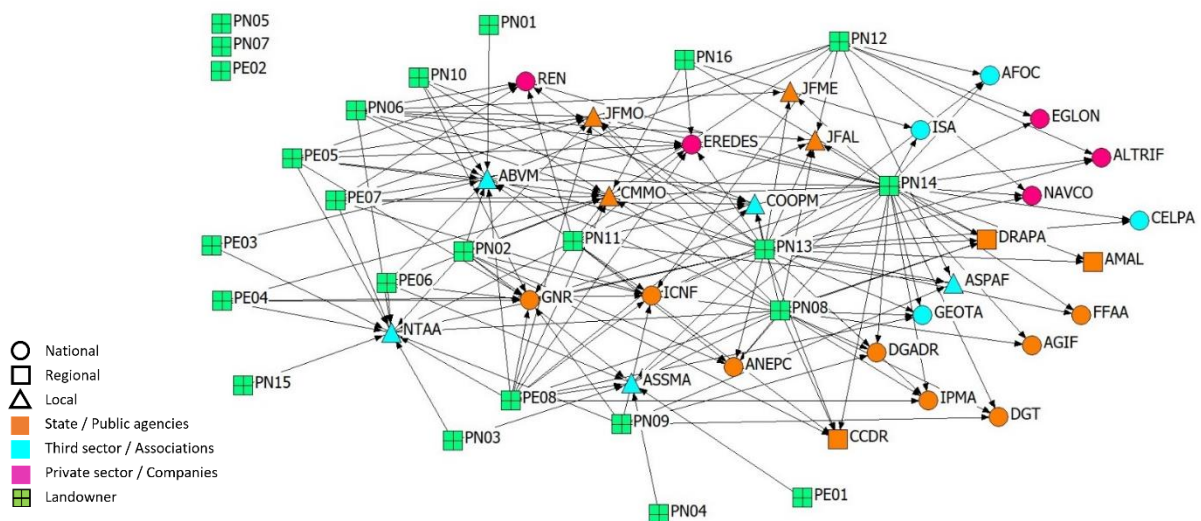 PN05
PN07
PE02
PN01
PN12
PN16
PN10
REN
AFOC
JFME
PN06
EGLON
JFMO
ISA
EREDES
JFAL
PE05
ALTRIF
ABVM
PN14
PE07
CMMO
NAVCO
COOPM
CELPA
PE03
PN02
PN11
PN13
DRAPA
AMAL
PE06
ASPAF
PE04
GNR
ICNF
PN08
GEOTA
FFAA
NTAA
AGIF
National
DGADR
Regional
ANEPC
PN15
ASSMA
Local
PE08
IPMA
State / Public agencies
PN09
DGT
PN03
CCDR
Third sector / Associations
Private sector / Companies
PE01
Landowner
PN04